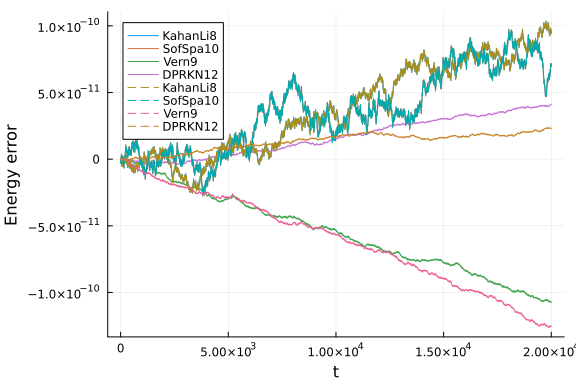 1.0×10⁻¹⁰
5.0×10⁻¹¹
0
−5.0×10⁻¹¹
−1.0×10⁻¹⁰
Energy error
KahanLi8
SofSpa10
Vern9
DPRKN12
KahanLi8
SofSpa10
Vern9
DPRKN12
0 5.00×10³ 1.00×10⁴ 1.50×10⁴ 2.00×10⁴
t